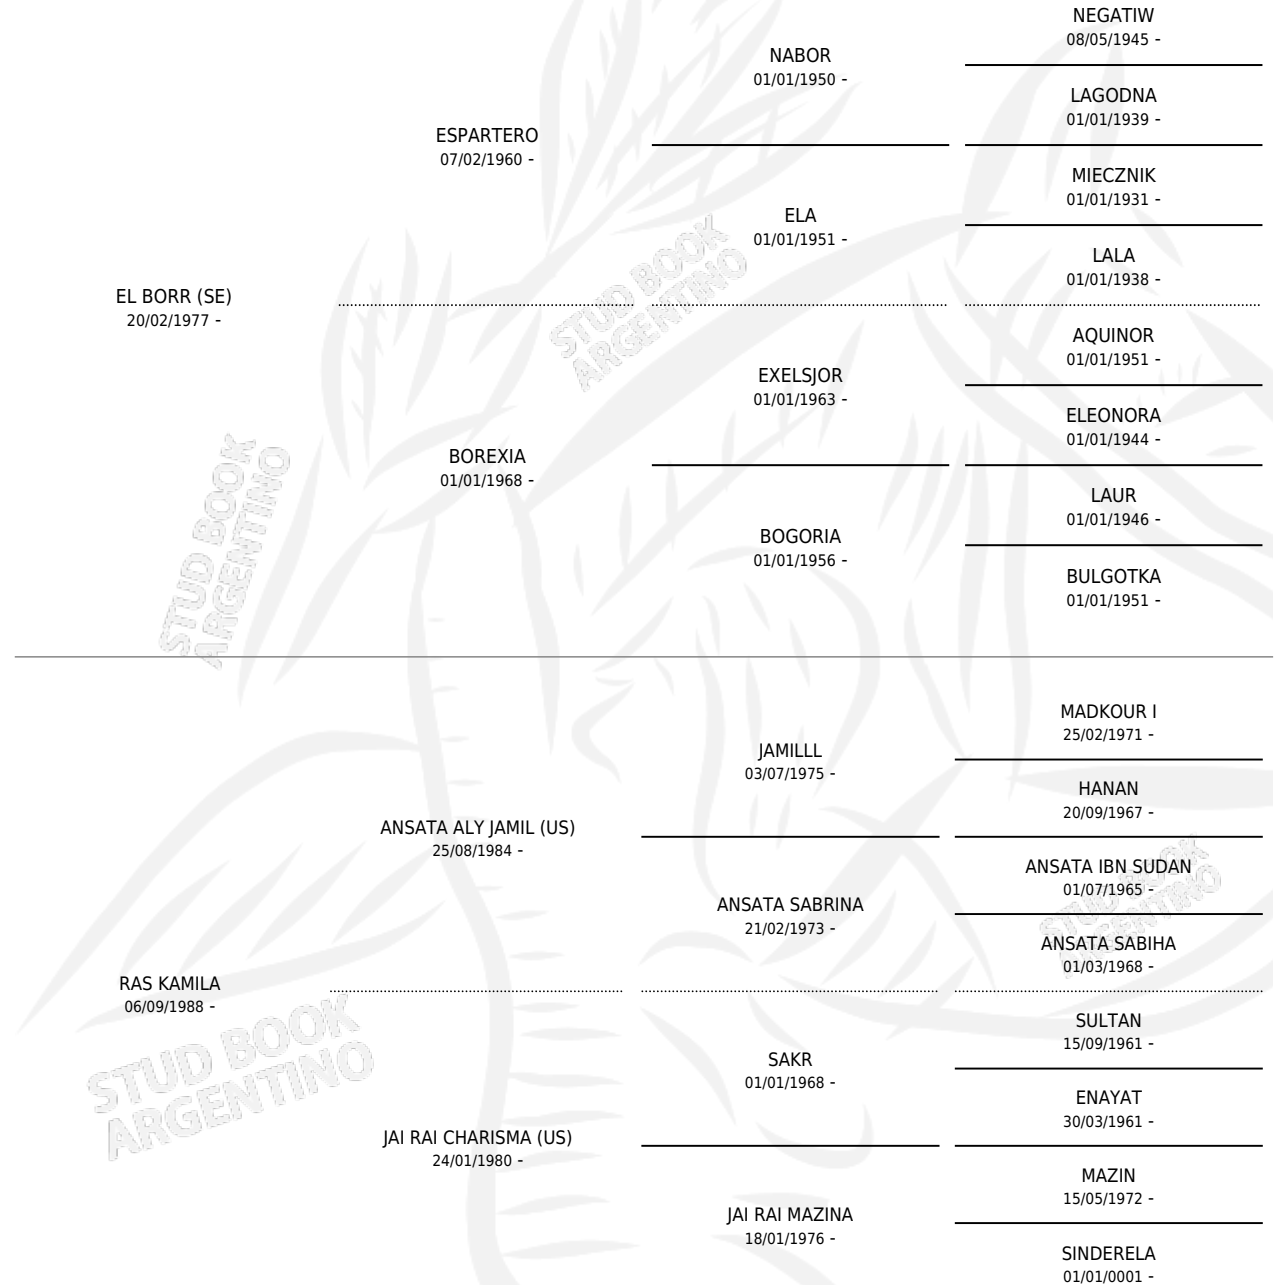 NEGATIW
08/05/1945 -
NABOR
01/01/1950 -
LAGODNA
01/01/1939 -
ESPARTERO
07/02/1960 -
MIECZNIK
01/01/1931 -
ELA
01/01/1951 -
LALA
01/01/1938 -
EL BORR (SE)
20/02/1977 -
AQUINOR
01/01/1951 -
EXELSJOR
01/01/1963 -
ELEONORA
01/01/1944 -
BOREXIA
01/01/1968 -
LAUR
01/01/1946 -
BOGORIA
01/01/1956 -
BULGOTKA
01/01/1951 -
STUD BOOK
ARGENTINO
STUD BOOK
ARGENTINO
MADKOUR I
25/02/1971 -
JAMILLL
03/07/1975 -
HANAN
20/09/1967 -
ANSATA ALY JAMIL (US)
25/08/1984 -
ANSATA IBN SUDAN
01/07/1965 -
ANSATA SABRINA
21/02/1973 -
ANSATA SABIHA
01/03/1968 -
RAS KAMILA
06/09/1988 -
SULTAN
15/09/1961 -
SAKR
01/01/1968 -
ENAYAT
30/03/1961 -
JAI RAI CHARISMA (US)
24/01/1980 -
MAZIN
15/05/1972 -
JAI RAI MAZINA
18/01/1976 -
SINDERELA
01/01/0001 -
STUD BOOK
ARGENTINO
STUD BOOK
ARGENTINO